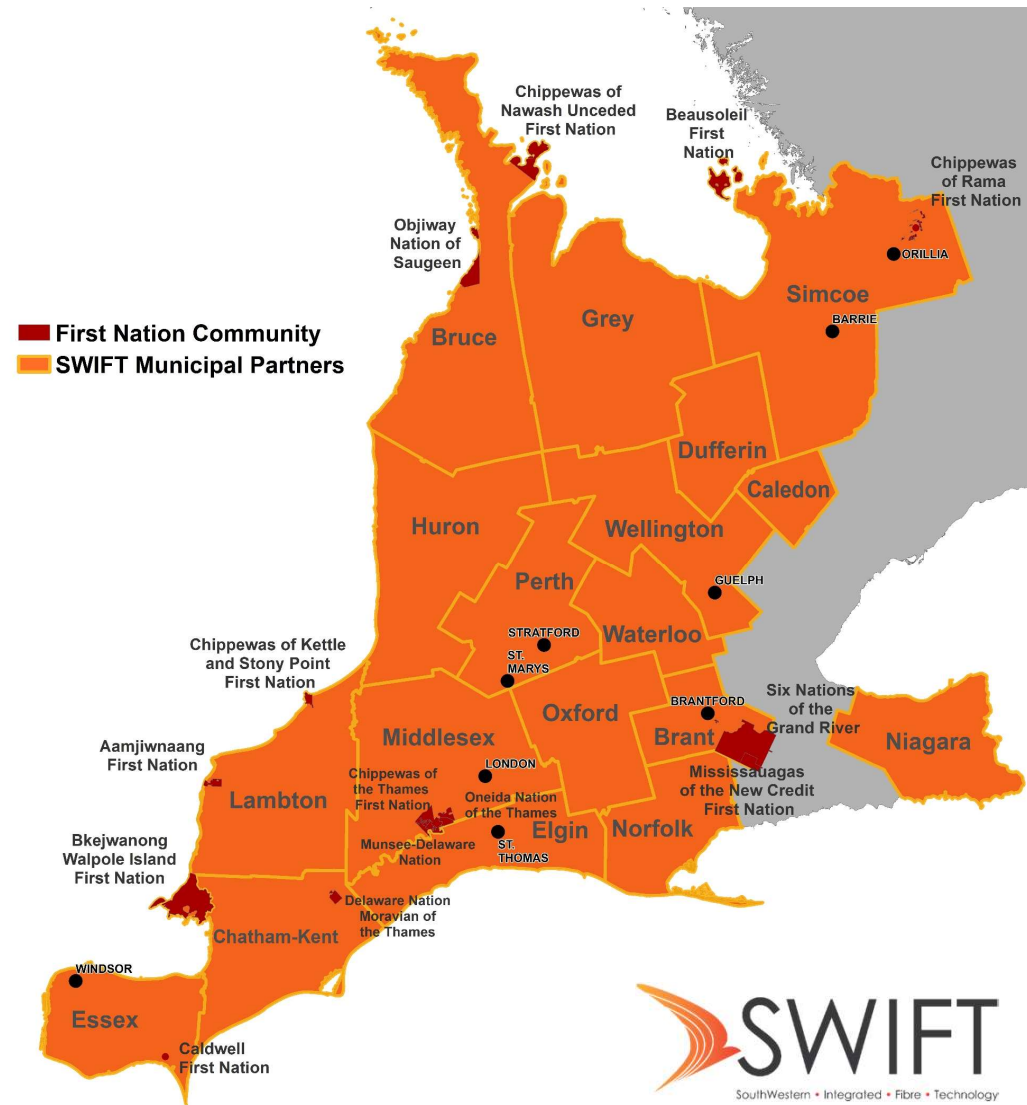 Chippewas of
Nawash Unceded
First Nation
Beausoleil
First
Nation
Chippewas
of Rama
First Nation
Objiway
Nation of
Saugeen
ORILLIA
Simcoe
Grey
BARRIE
Bruce
First Nation Community
SWIFT Municipal Partners
Dufferin
Caledon
Huron
Wellington
Perth
GUELPH
STRATFORD
Waterloo
Chippewas of Kettle
and Stony Point
First Nation
ST.
MARYS
BRANTFORD
Six Nations
of the
Grand River
Oxford
Brant
Niagara
Middlesex
Aamjiwnaang
First Nation
LONDON
Mississauagas
of the New Credit
First Nation
Chippewas of
the Thames
First Nation
Lambton
Oneida Nation
of the Thames
Elgin
Norfolk
Munsee-Delaware
Nation
ST.
THOMAS
Bkejwanong
Walpole Island
First Nation
Delaware Nation
Moravian of
the Thames
Chatham-Kent
WINDSOR
Essex
Caldwell
First Nation
SWIFT
SouthWestern • Integrated • Fibre • Technology